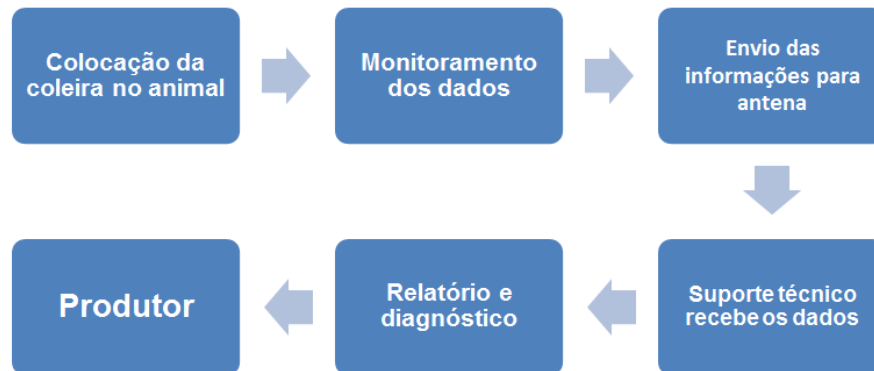 Colocação da
coleira no animal
Monitoramento
dos dados
Envio das
informações para
antena
Suporte técnico
recebe os dados
Relatório e
diagnóstico
Produtor